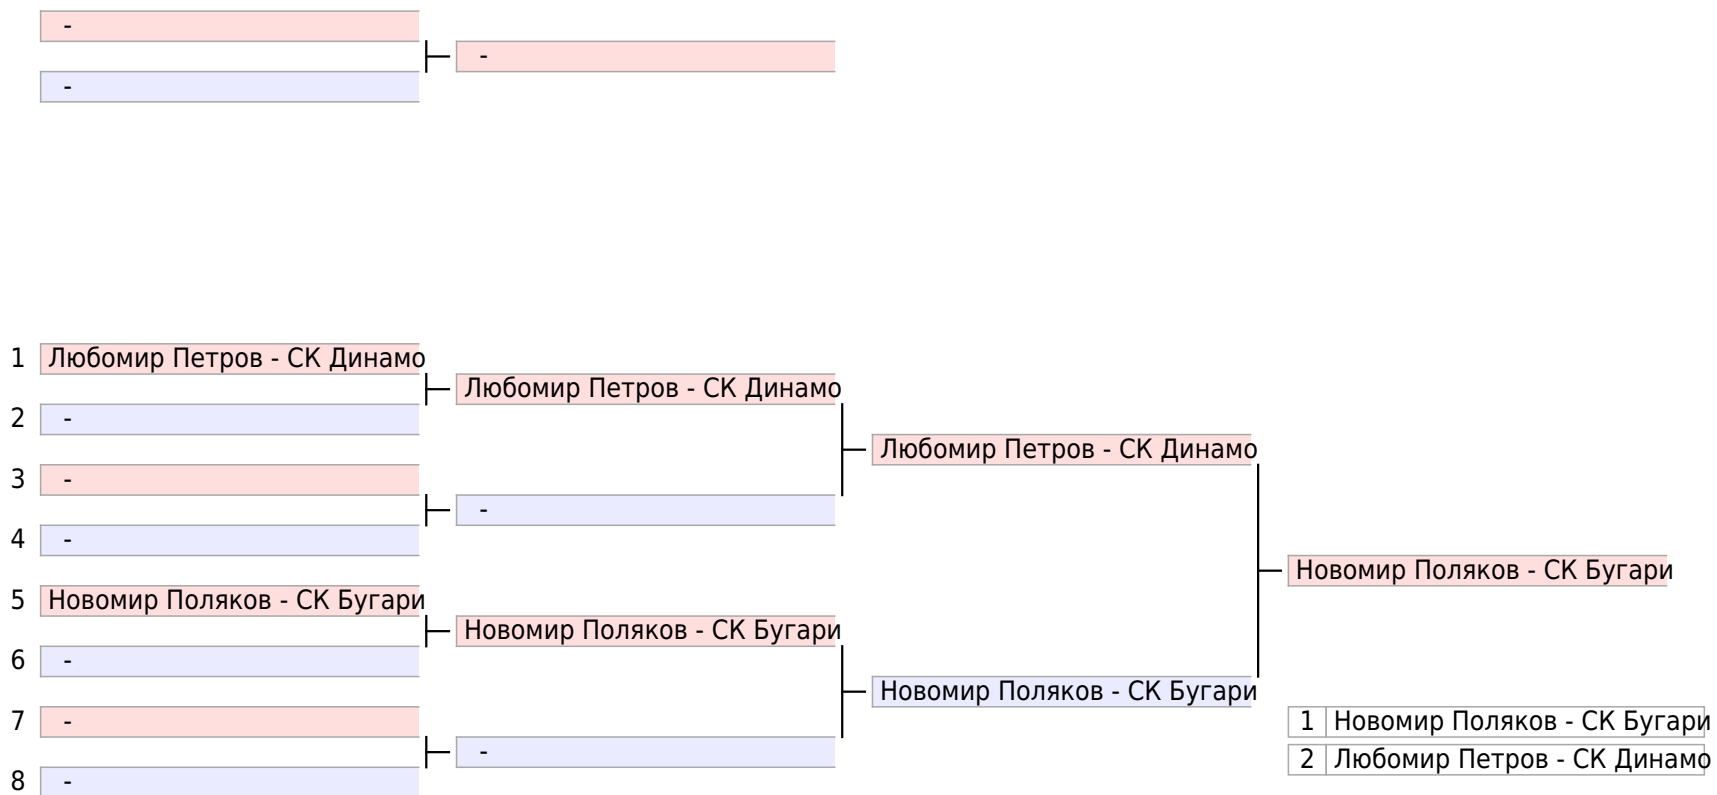 -
-
-
1 Любомир Петров - СК Динамо
Любомир Петров - СК Динамо
2 -
Любомир Петров - СК Динамо
3 -
-
4 -
Новомир Поляков - СК Бугари
5 Новомир Поляков - СК Бугари
Новомир Поляков - СК Бугари
6 -
Новомир Поляков - СК Бугари
7 -
1 Новомир Поляков - СК Бугари
-
2 Любомир Петров - СК Динамо
8 -